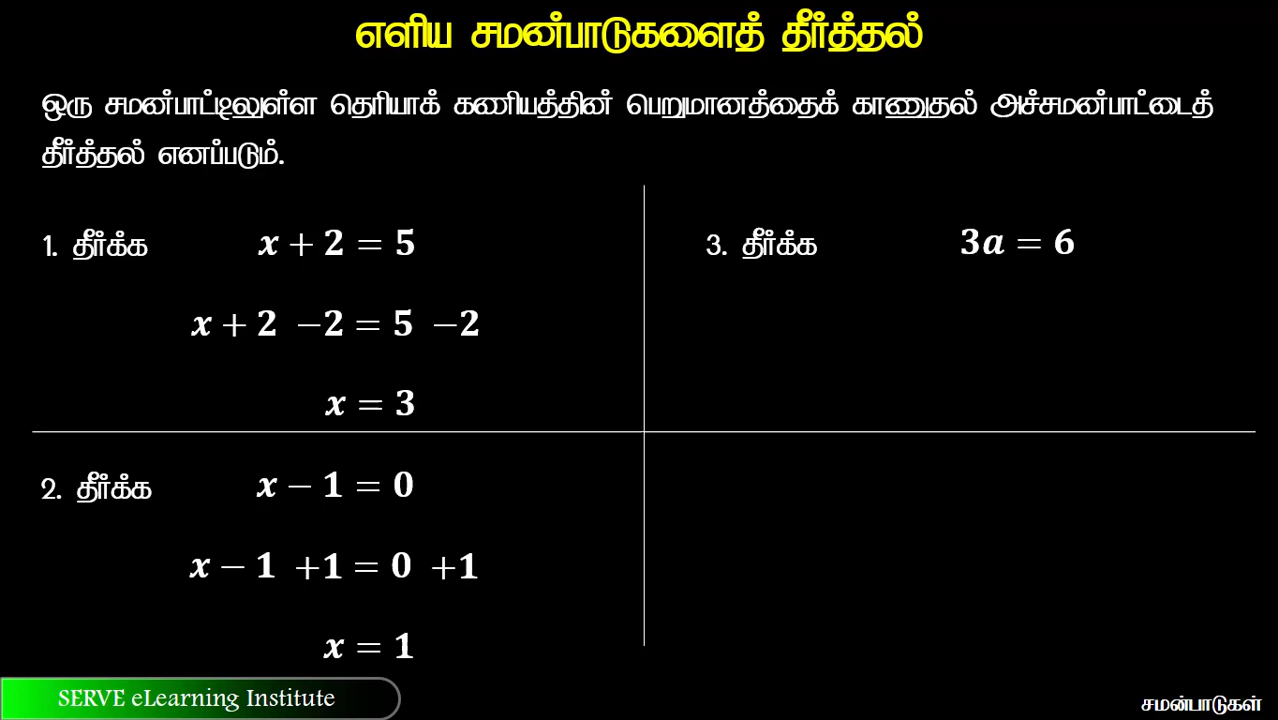 எளிய சமன்பாடுகளைத் தீர்த்தல்
ஒரு சமன்பாட்டிலுள்ள தெரியாக் கணியத்தின் பெறுமானத்தைக் காணுதல் அச்சமன்பாட்டைத்
தீர்த்தல் எனப்படும்.
1. தீர்க்க x + 2 = 5
x + 2 −2 = 5 −2
x = 3
2. தீர்க்க x − 1 = 0
x − 1 +1 = 0 +1
x = 1
3. தீர்க்க 3a = 6
SERVE eLearning Institute
சமன்பாடுகள்